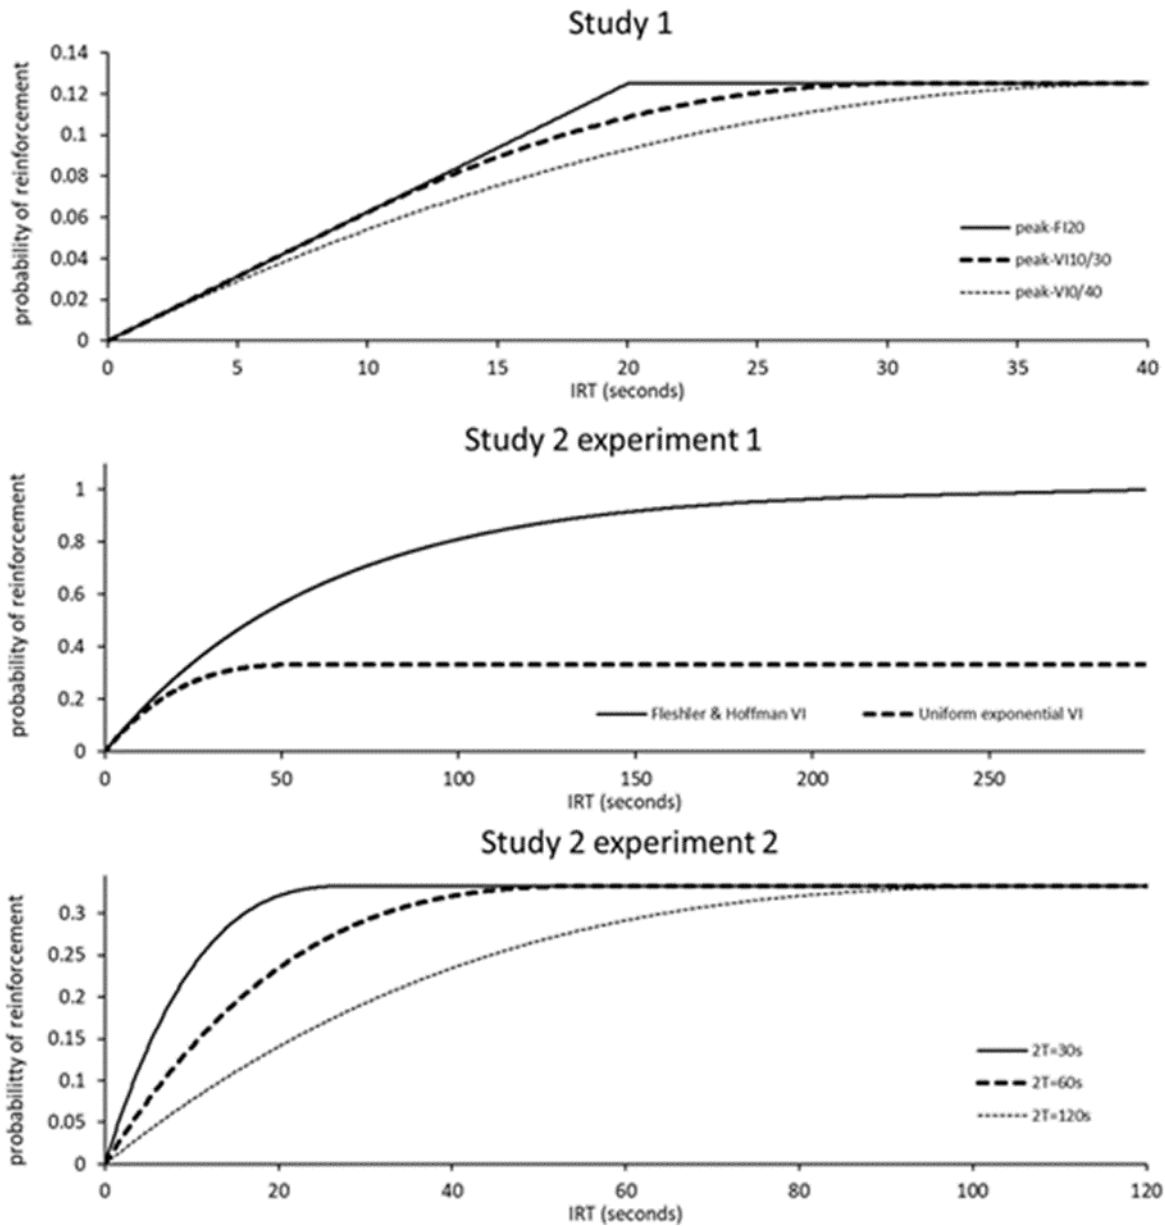 Study 1
probability of reinforcement
0.14
0.12
0.1
0.08
0.06
0.04
0.02
0
peak-FI20
peak-VI10/30
peak-VI0/40
0 5 10 15 20 25 30 35 40
IRT (seconds)
Study 2 experiment 1
probability of reinforcement
1
0.8
0.6
0.4
0.2
0
Fleshler & Hoffman VI Uniform exponential VI
0 50 100 150 200 250
IRT (seconds)
Study 2 experiment 2
probabilitty of reinforcement
0.3
0.25
0.2
0.15
0.1
0.05
0
2T=30s
2T=60s
2T=120s
0 20 40 60 80 100 120
IRT (seconds)